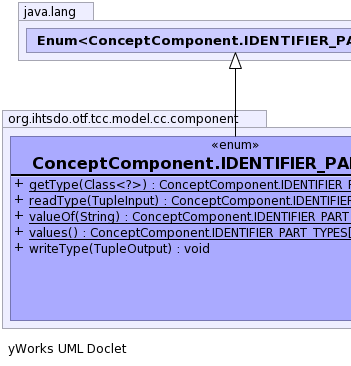 java.lang
Enum<ConceptComponent.IDENTIFIER_PA
org.ihtsdo.otf.tcc.model.cc.component
«enum»
ConceptComponent.IDENTIFIER_PA
+ getType(Class<?>) : ConceptComponent.IDENTIFIER_P
+ readType(TupleInput) : ConceptComponent.IDENTIFIER
+ valueOf(String) : ConceptComponent.IDENTIFIER_PART
+ values() : ConceptComponent.IDENTIFIER_PART_TYPES[
+ writeType(TupleOutput) : void
yWorks UML Doclet